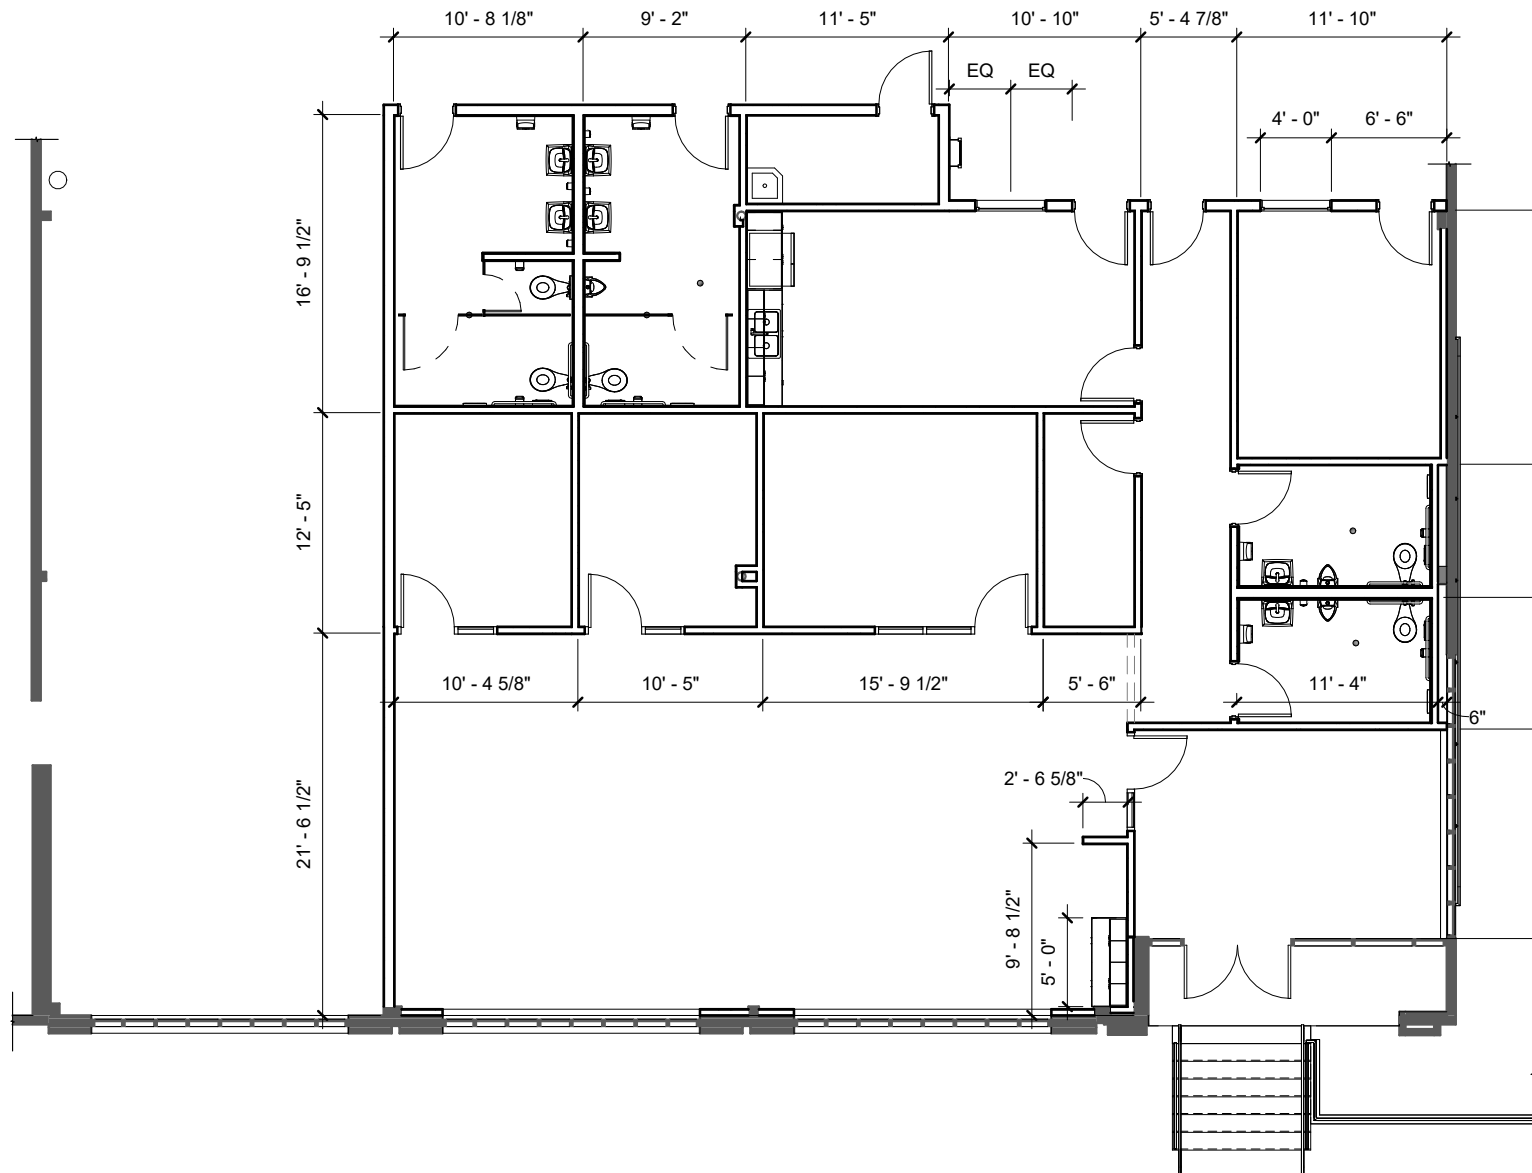 10' - 8 1/8" 9' - 2" 11' - 5" 10' - 10" 5' - 4 7/8" 11' - 10"
EQ EQ
4' - 0" 6' - 6"
16' - 9 1/2"
12' - 5"
10' - 4 5/8" 10' - 5" 15' - 9 1/2" 5' - 6" 11' - 4"
6"
2' - 6 5/8"
21' - 6 1/2"
9' - 8 1/2"
5' - 0"